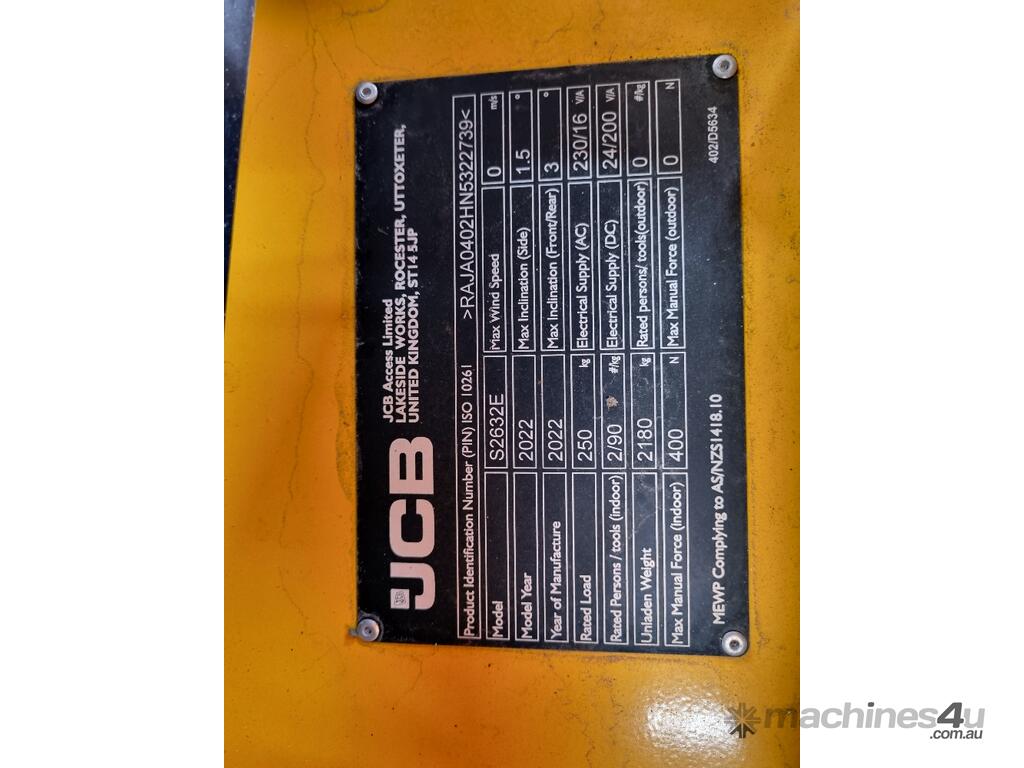 JCB
JCB Access Limited
LAKESIDE WORKS, ROCESTER, UTTOXETER,
UNITED KINGDOM, ST14 5JP
Product Identification Number (PIN) ISO 10261 >RAJA0402HN5322739<
Model S2632E Max Wind Speed 0 m/s
Model Year 2022 Max Inclination (Side) 1.5 °
Year of Manufacture 2022 Max Inclination (Front/Rear) 3 °
Rated Load 250 kg Electrical Supply (AC) 230/16 V/A
Rated Persons / tools (indoor) 2/90 #/kg Electrical Supply (DC) 24/200 V/A
Unladen Weight 2180 kg Rated persons/ tools(outdoor) 0 #/kg
Max Manual Force (Indoor) 400 N Max Manual Force (outdoor) 0 N
MEWP Complying to AS/NZS1418.10 402/D5634
machines4u
.com.au